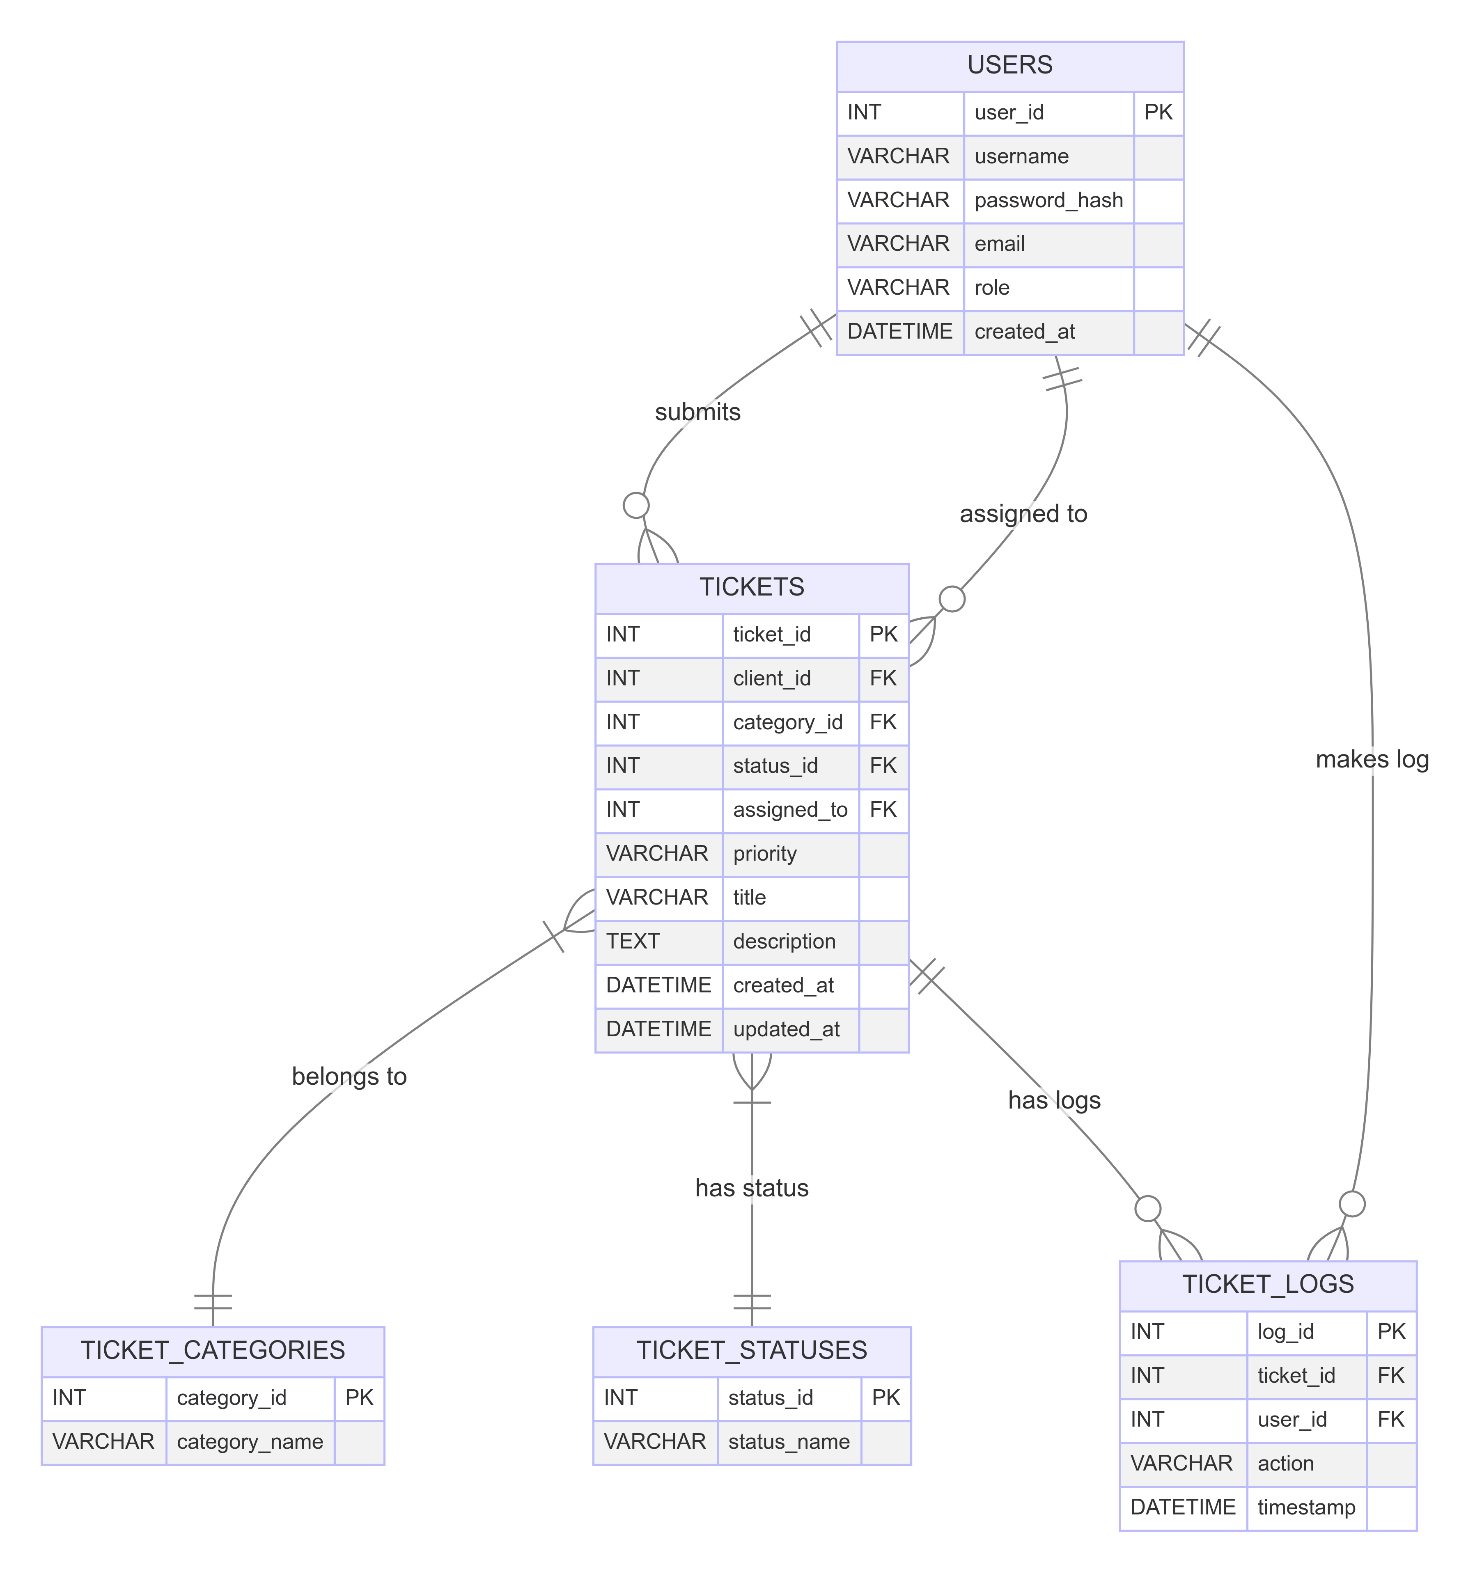 USERS
INT user_id PK
VARCHAR username
VARCHAR password_hash
VARCHAR email
VARCHAR role
DATETIME created_at
submits
assigned to
makes log
TICKETS
INT ticket_id PK
INT client_id FK
INT category_id FK
INT status_id FK
INT assigned_to FK
VARCHAR priority
VARCHAR title
TEXT description
DATETIME created_at
DATETIME updated_at
belongs to
has status
has logs
TICKET_CATEGORIES
INT category_id PK
VARCHAR category_name
TICKET_STATUSES
INT status_id PK
VARCHAR status_name
TICKET_LOGS
INT log_id PK
INT ticket_id FK
INT user_id FK
VARCHAR action
DATETIME timestamp